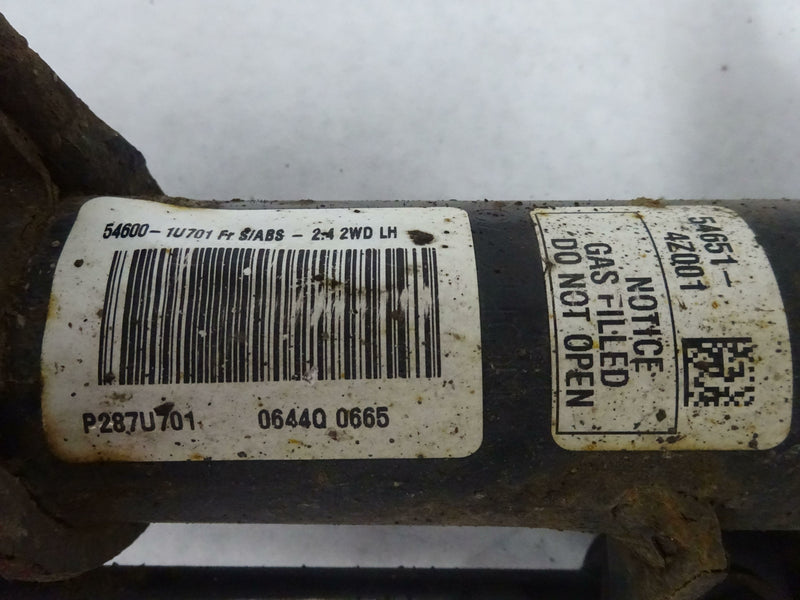 54600-1U701 Fr S/ABS - 2.4 2WD LH
P287U701 0644Q 0665
54651-
4Z001
NOTICE
GAS FILLED
DO NOT OPEN